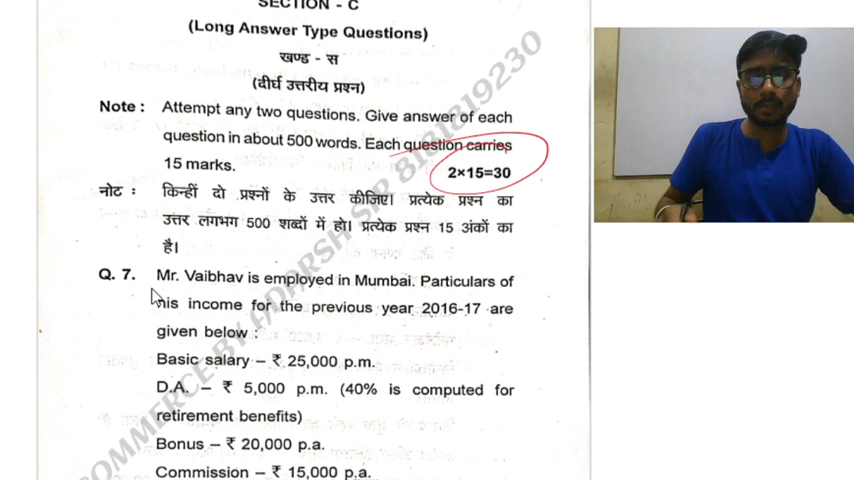 SECTION - C
(Long Answer Type Questions)
खण्ड - स
(दीर्घ उत्तरीय प्रश्न)
Note : Attempt any two questions. Give answer of each
question in about 500 words. Each question carries
15 marks. 2×15=30
नोट : किन्हीं दो प्रश्नों के उत्तर कीजिए। प्रत्येक प्रश्न का
उत्तर लगभग 500 शब्दों में हो। प्रत्येक प्रश्न 15 अंकों का
है।
Q. 7. Mr. Vaibhav is employed in Mumbai. Particulars of
his income for the previous year 2016-17 are
given below :
Basic salary – ₹ 25,000 p.m.
D.A. – ₹ 5,000 p.m. (40% is computed for
retirement benefits)
Bonus – ₹ 20,000 p.a.
Commission – ₹ 15,000 p.a.
COMMERCE BY ADARSH SIR 8181819230